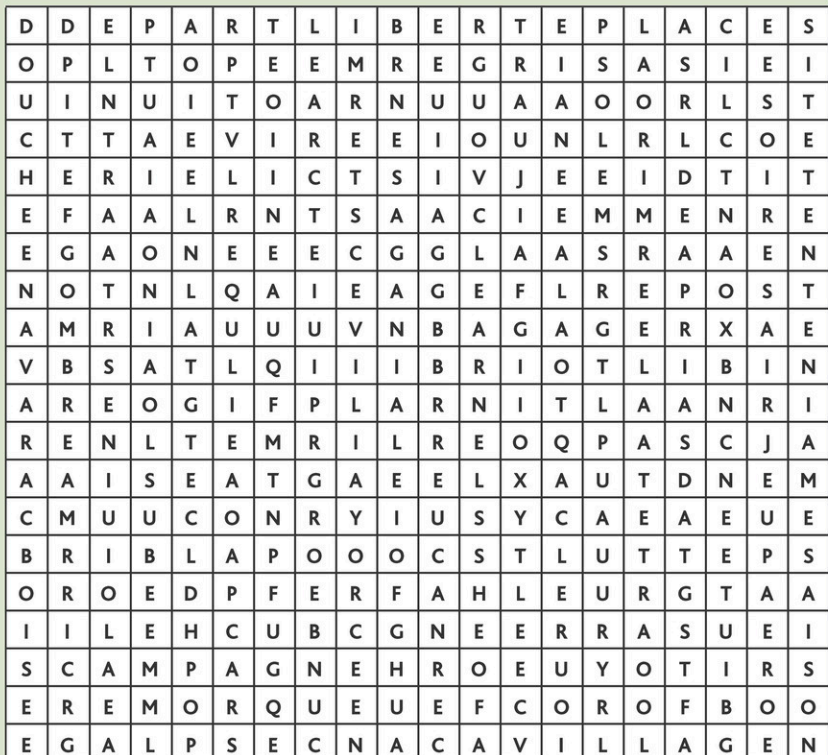 D D E P A R T L I B E R T E P L A C E S
O P L T O P E E M R E G R I S A S I E I
U I N U I T O A R N U U A A O O R L S T
C T T A E V I R E E I O U N L R L C O E
H E R I E L I C T S I V J E E I D T I T
E F A A L R N T S A A C I E M M E N R E
E G A O N E E E C G G L A A S R A A E N
N O T N L Q A I E A G E F L R E P O S T
A M R I A U U U V N B A G A G E R X A E
V B S A T L Q I I I B R I O T L I B I N
A R E O G I F P L A R N I T L A A N R I
R E N L T E M R I L R E O Q P A S C J A
A A I S E A T G A E E L X A U T D N E M
C M U U C O N R Y I U S Y C A E A E U E
B R I B L A P O O O C S T L U T T E P S
O R O E D P F E R F A H L E U R G T A A
I I L E H C U B C G N E E R R A S U E I
S C A M P A G N E H R O E U Y O T I R S
E R E M O R Q U E U E F C O R O F B O O
E G A L P S E C N A C A V I L L A G E N